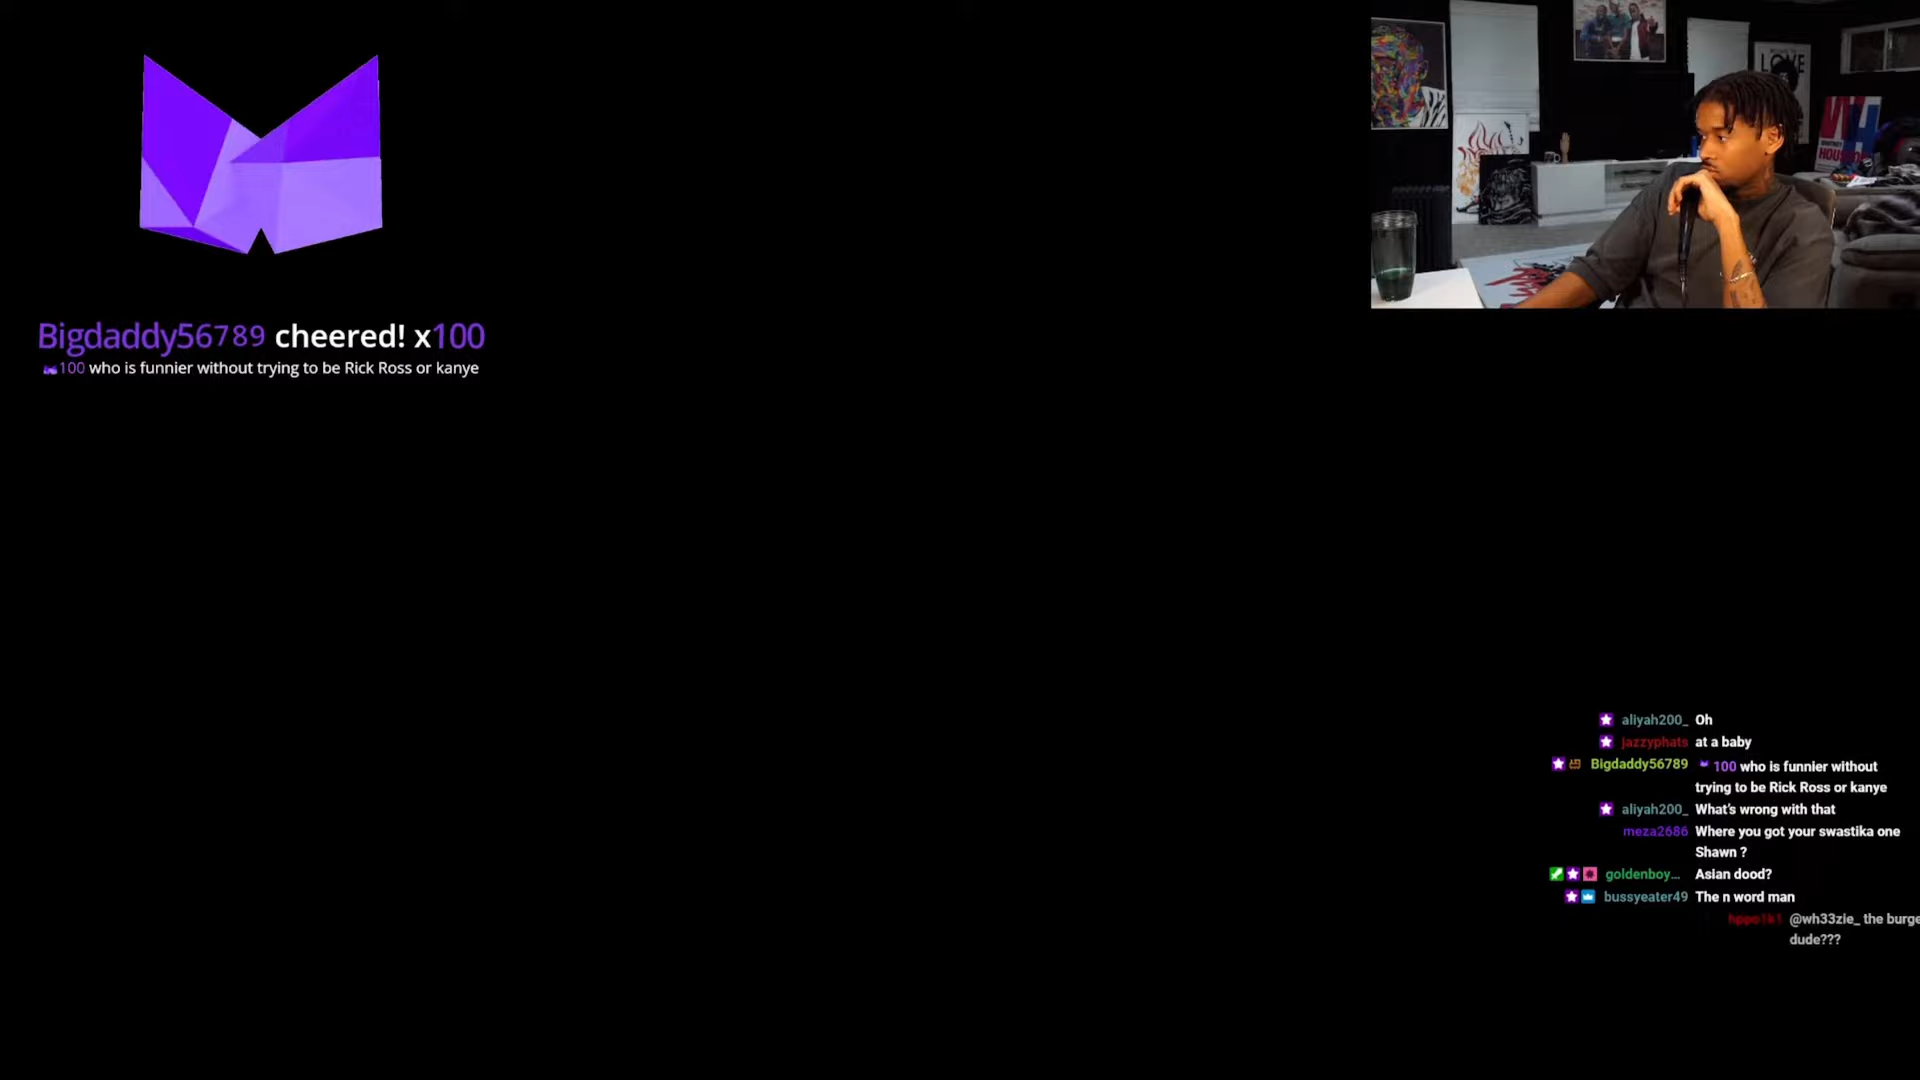 Bigdaddy56789 cheered! x100
100 who is funnier without trying to be Rick Ross or kanye
LOVE
aliyah200_ Oh
jazzyphats at a baby
Bigdaddy56789 100 who is funnier without
trying to be Rick Ross or kanye
aliyah200_ What's wrong with that
meza2686 Where you got your swastika one
Shawn ?
goldenboy... Asian dood?
bussyeater49 The n word man
@wh33zie_ the burge
dude???